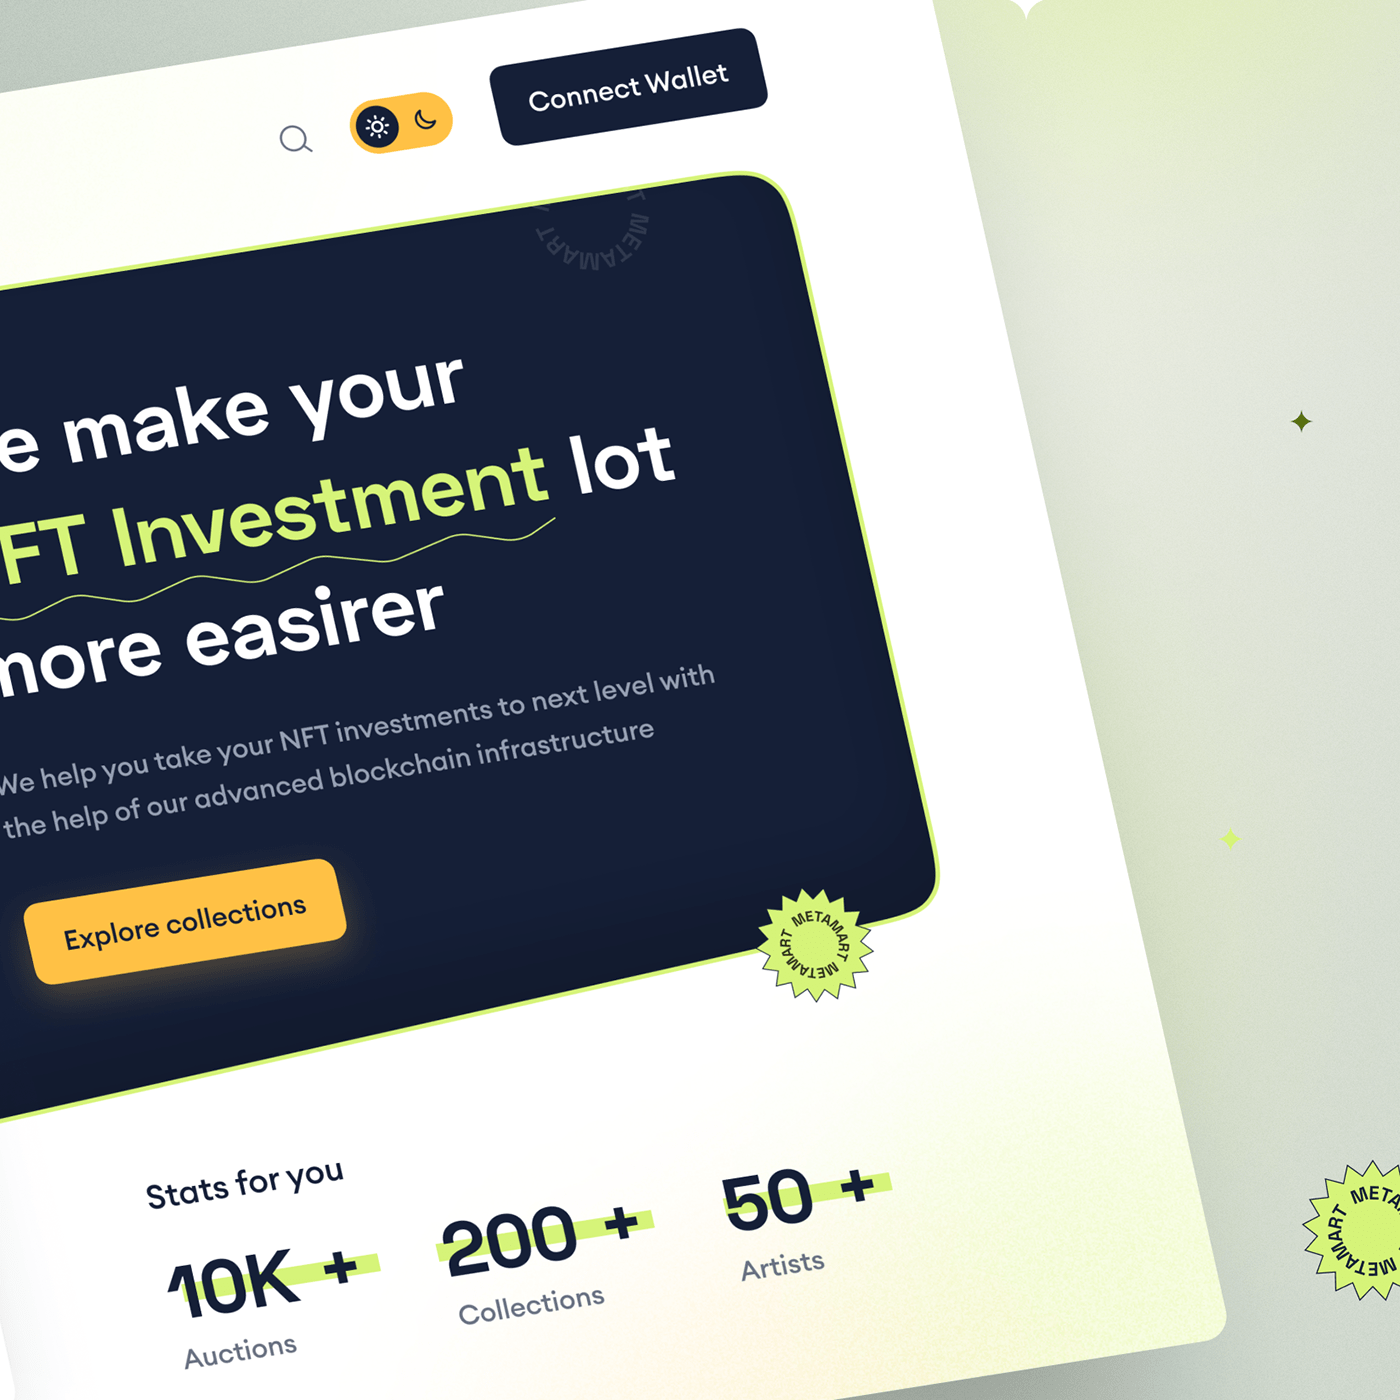 Connect Wallet
METAMART
e make your
FT Investment lot
more easirer
We help you take your NFT investments to next level with
the help of our advanced blockchain infrastructure
Explore collections
METAMART METAMART
Stats for you
10K +
Auctions
200 +
Collections
50 +
Artists
METAMART META